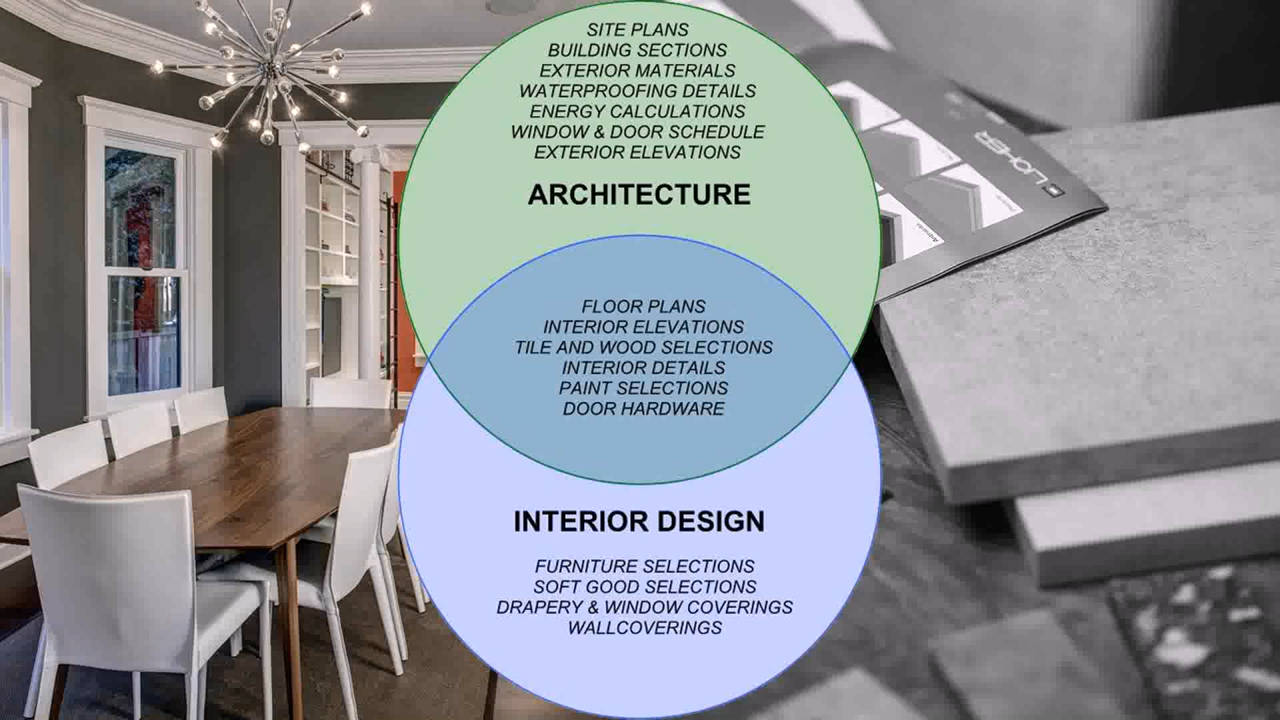 SITE PLANS
BUILDING SECTIONS
EXTERIOR MATERIALS
WATERPROOFING DETAILS
ENERGY CALCULATIONS
WINDOW & DOOR SCHEDULE
EXTERIOR ELEVATIONS
ARCHITECTURE
FLOOR PLANS
INTERIOR ELEVATIONS
TILE AND WOOD SELECTIONS
INTERIOR DETAILS
PAINT SELECTIONS
DOOR HARDWARE
INTERIOR DESIGN
FURNITURE SELECTIONS
SOFT GOOD SELECTIONS
DRAPERY & WINDOW COVERINGS
WALLCOVERINGS
LIOHER